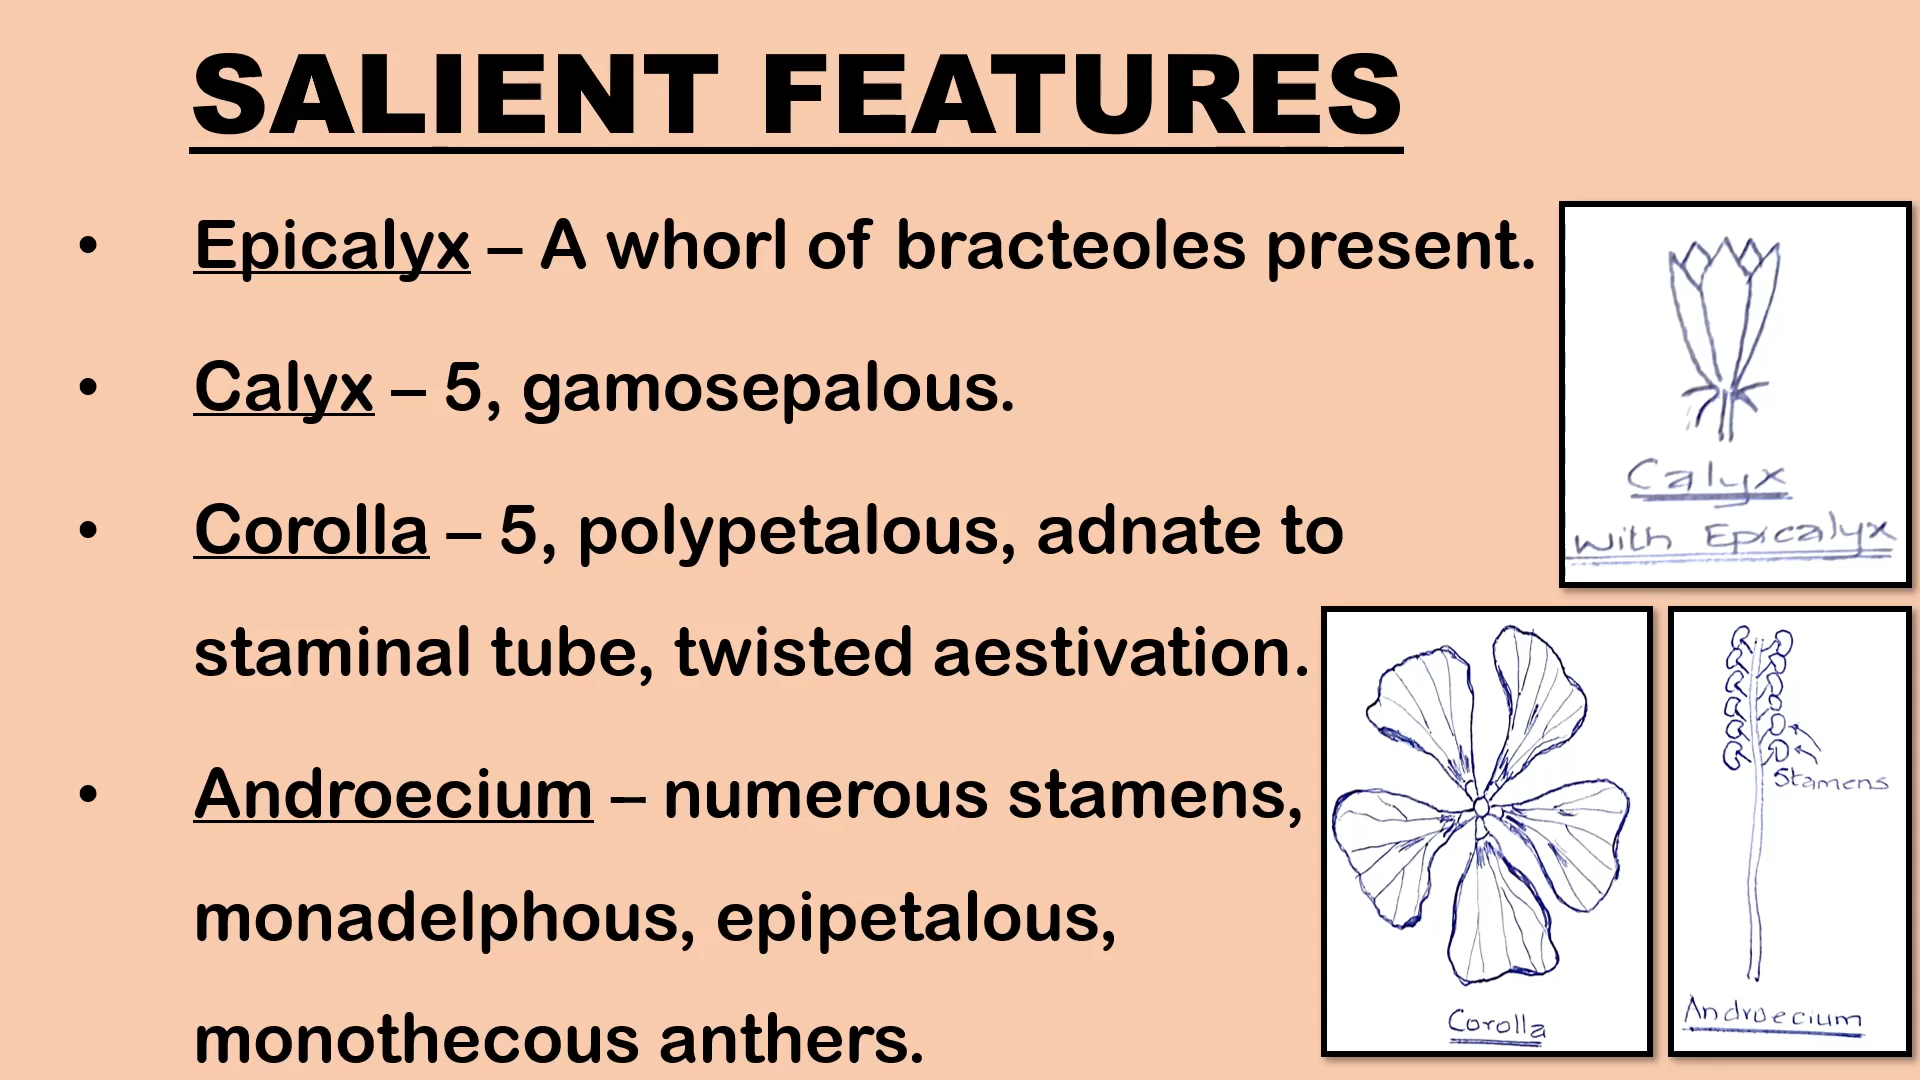 SALIENT FEATURES
• Epicalyx – A whorl of bracteoles present.
• Calyx – 5, gamosepalous.
• Corolla – 5, polypetalous, adnate to
staminal tube, twisted aestivation.
• Androecium – numerous stamens,
monadelphous, epipetalous,
monothecous anthers.
Calyx
with Epicalyx
Corolla
Stamens
Androecium